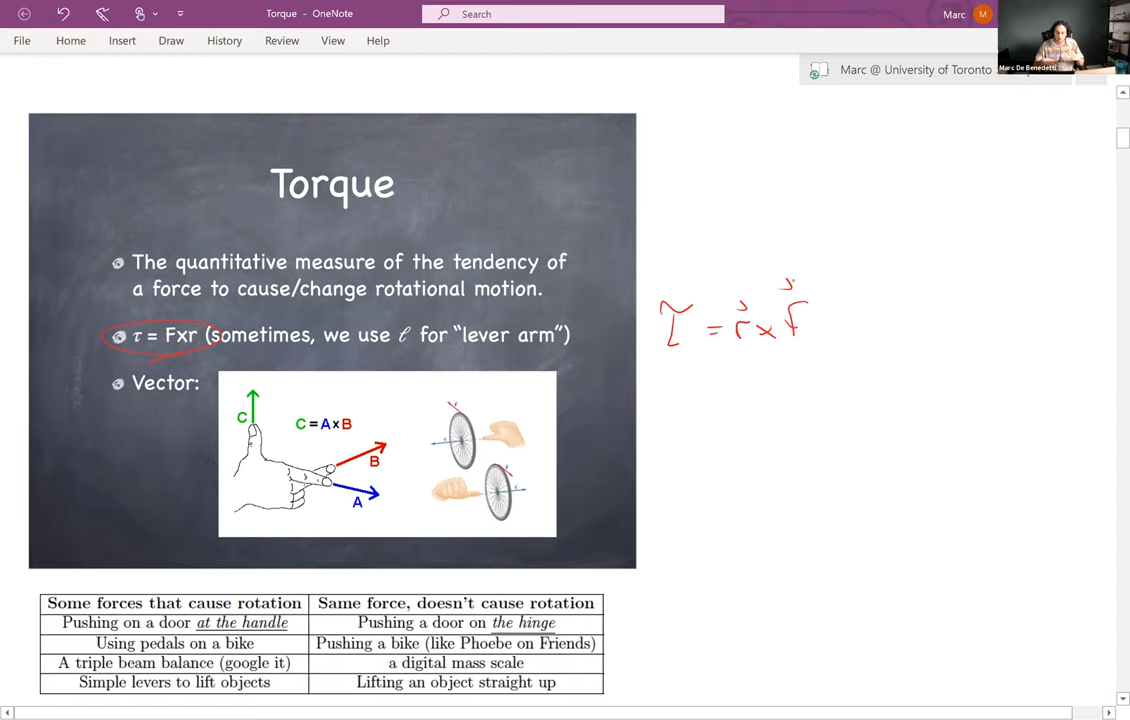 Torque - OneNote
Search
Marc
M
File Home Insert Draw History Review View Help
Marc De Benedetti
Marc @ University of Toronto
Torque
The quantitative measure of the tendency of
a force to cause/change rotational motion.
τ = Fxr (sometimes, we use ℓ for “lever arm”)
Vector:
C
C = A x B
B
A
τ = r⃗ x F⃗
Some forces that cause rotation Same force, doesn't cause rotation
Pushing on a door at the handle Pushing a door on the hinge
Using pedals on a bike Pushing a bike (like Phoebe on Friends)
A triple beam balance (google it) a digital mass scale
Simple levers to lift objects Lifting an object straight up